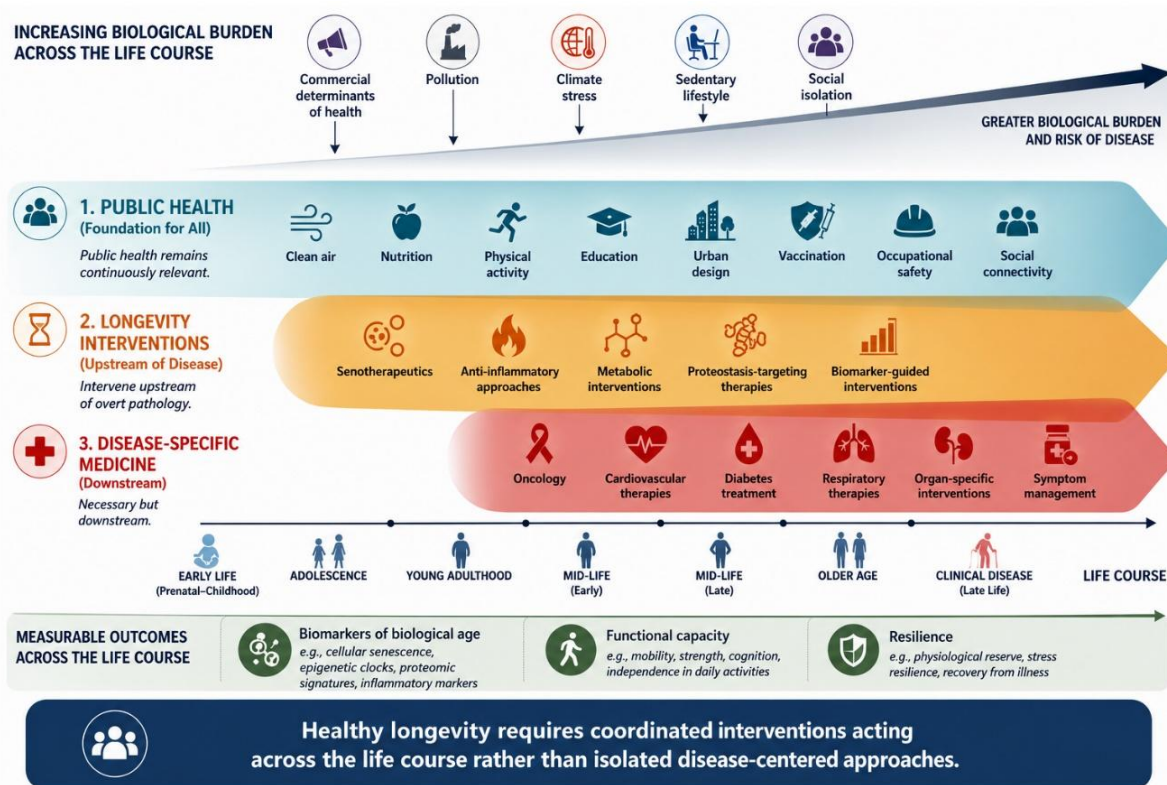 INCREASING BIOLOGICAL BURDEN
ACROSS THE LIFE COURSE
Commercial
determinants
of health
Pollution
Climate
stress
Sedentary
lifestyle
Social
isolation
GREATER BIOLOGICAL BURDEN
AND RISK OF DISEASE
1. PUBLIC HEALTH
(Foundation for All)
Public health remains
continuously relevant.
Clean air
Nutrition
Physical
activity
Education
Urban
design
Vaccination
Occupational
safety
Social
connectivity
2. LONGEVITY
INTERVENTIONS
(Upstream of Disease)
Intervene upstream
of overt pathology.
Senotherapeutics
Anti-inflammatory
approaches
Metabolic
interventions
Proteostasis-targeting
therapies
Biomarker-guided
interventions
3. DISEASE-SPECIFIC
MEDICINE
(Downstream)
Necessary but
downstream.
Oncology
Cardiovascular
therapies
Diabetes
treatment
Respiratory
therapies
Organ-specific
interventions
Symptom
management
EARLY LIFE
(Prenatal–Childhood)
ADOLESCENCE
YOUNG ADULTHOOD
MID-LIFE
(Early)
MID-LIFE
(Late)
OLDER AGE
CLINICAL DISEASE
(Late Life)
LIFE COURSE
MEASURABLE OUTCOMES
ACROSS THE LIFE COURSE
Biomarkers of biological age
e.g., cellular senescence,
epigenetic clocks, proteomic
signatures, inflammatory markers
Functional capacity
e.g., mobility, strength, cognition,
independence in daily activities
Resilience
e.g., physiological reserve, stress
resilience, recovery from illness
Healthy longevity requires coordinated interventions acting
across the life course rather than isolated disease-centered approaches.